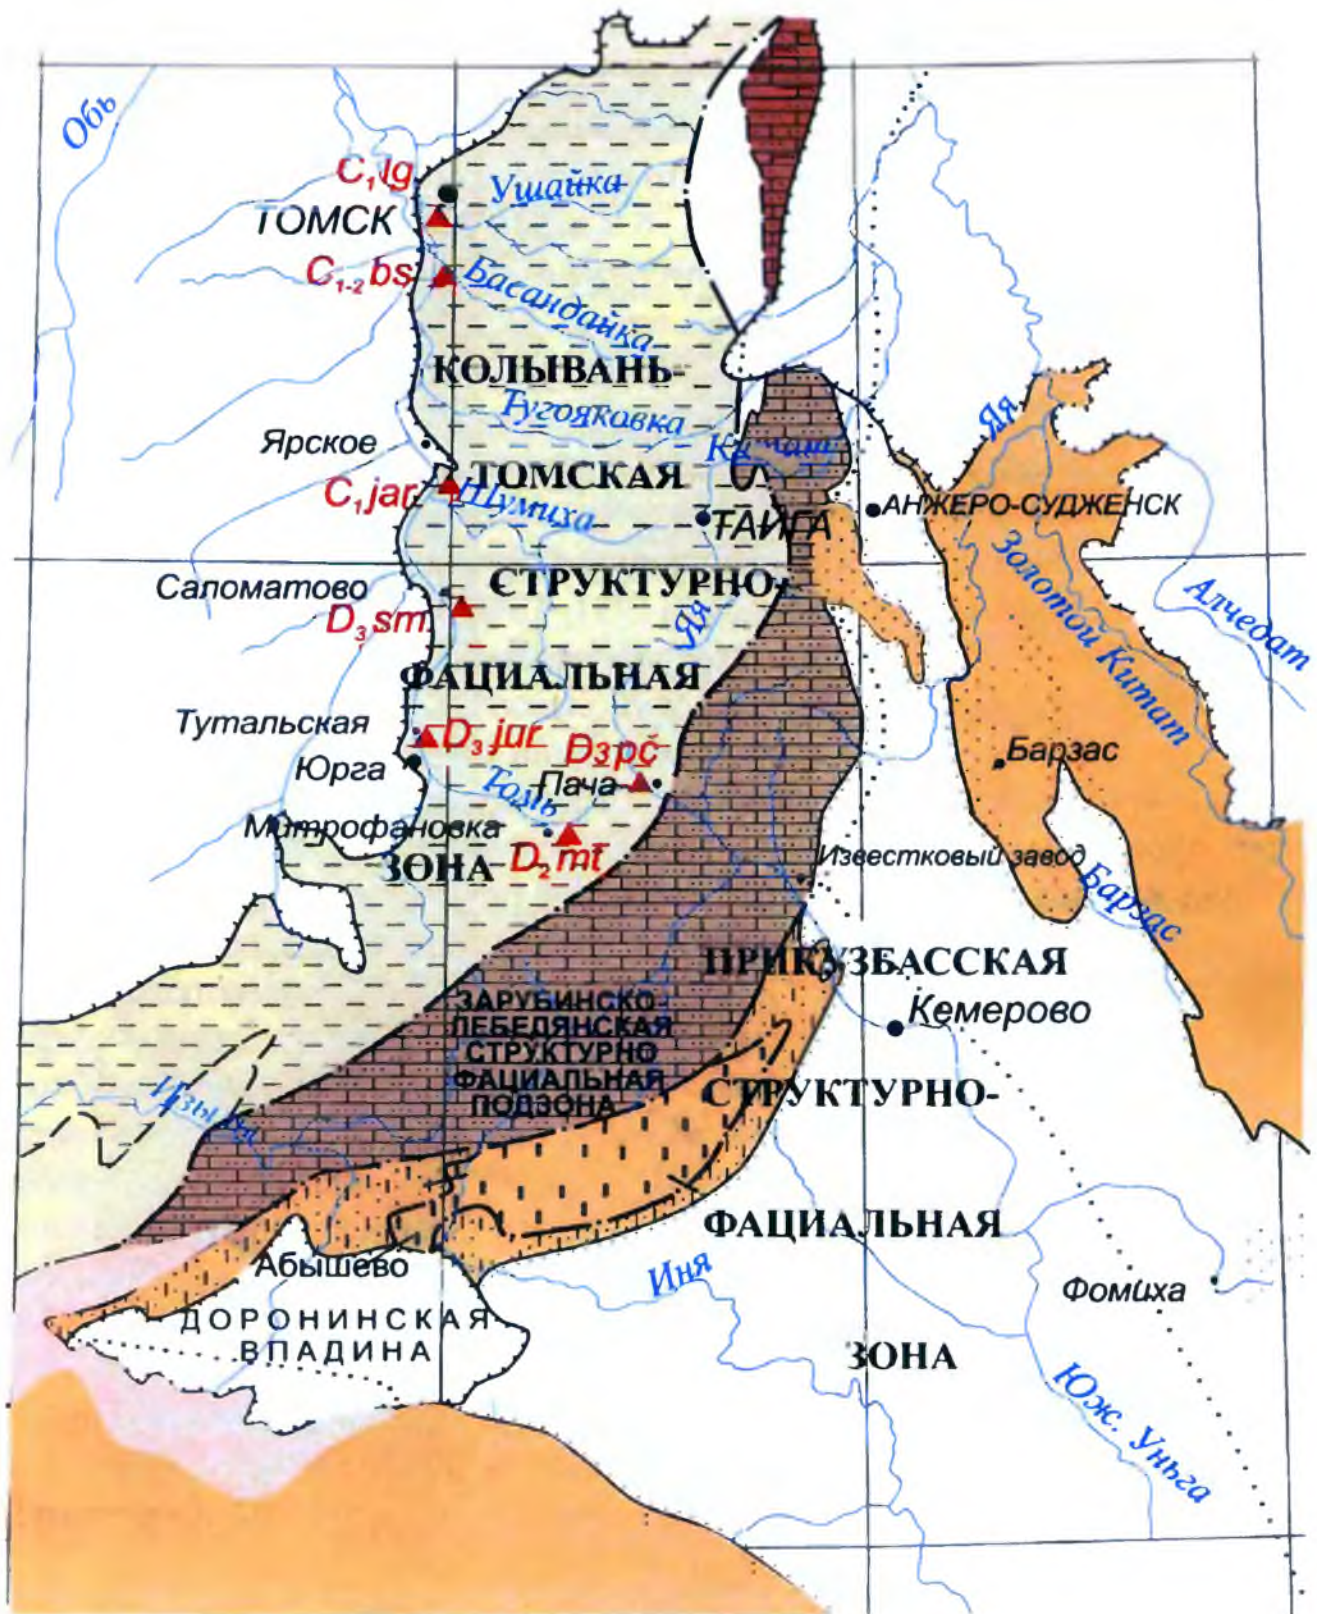 Обь
C₁lg
Ушайка
ТОМСК
C₁₋₂bs
Басандайка
КОЛЫВАНЬ-
Тугояковка
Яя
Ярское
Китат
ТОМСКАЯ
C₁jar
Шумиха
ТАЙГА
АНЖЕРО-СУДЖЕНСК
Золотой Китат
Саломатово
СТРУКТУРНО-
Алчедат
D₃sm
Яя
ФАЦИАЛЬНАЯ
Тутальская
D₃jur
D₃pč
Барзас
Юрга
Томь
Пача
Митрофановка
ЗОНА
D₂mt
Известковый завод
Барзас
ПРИКУЗБАССКАЯ
ЗАРУБИНСКО-
ЛЕБЕДЯНСКАЯ
СТРУКТУРНО
ФАЦИАЛЬНАЯ
ПОДЗОНА
Кемерово
СТРУКТУРНО-
ФАЦИАЛЬНАЯ
Абышево
Иня
Фомиха
ДОРОНИНСКАЯ
ВПАДИНА
ЗОНА
Юж. Уньга